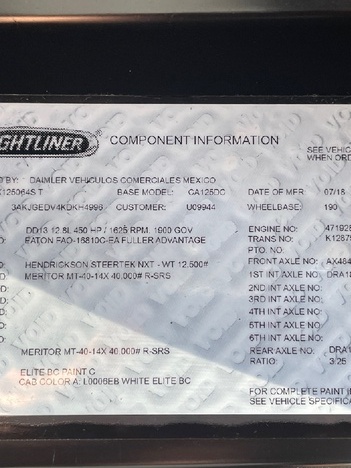 GHTLINER
COMPONENT INFORMATION
SEE VEHIC
WHEN ORD
D BY: DAIMLER VEHICULOS COMERCIALES MEXICO
125064S T BASE MODEL: CA125DC DATE OF MFR 07/18
3AKJGEDV4KDKH4996 CUSTOMER: U09944 WHEELBASE: 190
D: DD13 12.8L 450 HP / 1625 RPM, 1900 GOV ENGINE NO: 471928
D: EATON FAO-16810C-EA FULLER ADVANTAGE TRANS NO: K12875
PTO. NO:
D: HENDRICKSON STEERTEK NXT - WT 12,500# FRONT AXLE NO: AX484
D: MERITOR MT-40-14X 40,000# R-SRS 1ST INT AXLE NO: DRA18
D: 2ND INT AXLE NO:
D: 3RD INT AXLE NO:
D: 4TH INT AXLE NO:
D: 5TH INT AXLE NO:
D: 6TH INT AXLE NO:
MERITOR MT-40-14X 40,000# R-SRS REAR AXLE NO: DRA1
RATIO: 3.25
ELITE BC PAINT C
CAB COLOR A: L0006EB WHITE ELITE BC
FOR COMPLETE PAINT I
SEE VEHICLE SPECIFICA